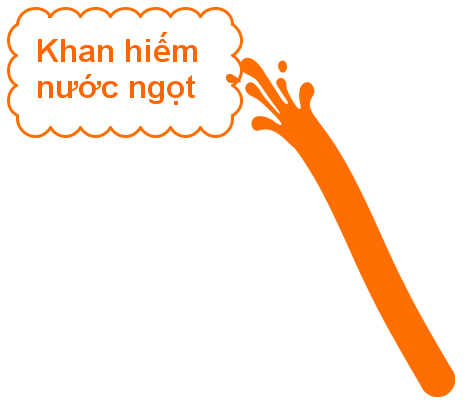 Khan hiếm
nước ngọt